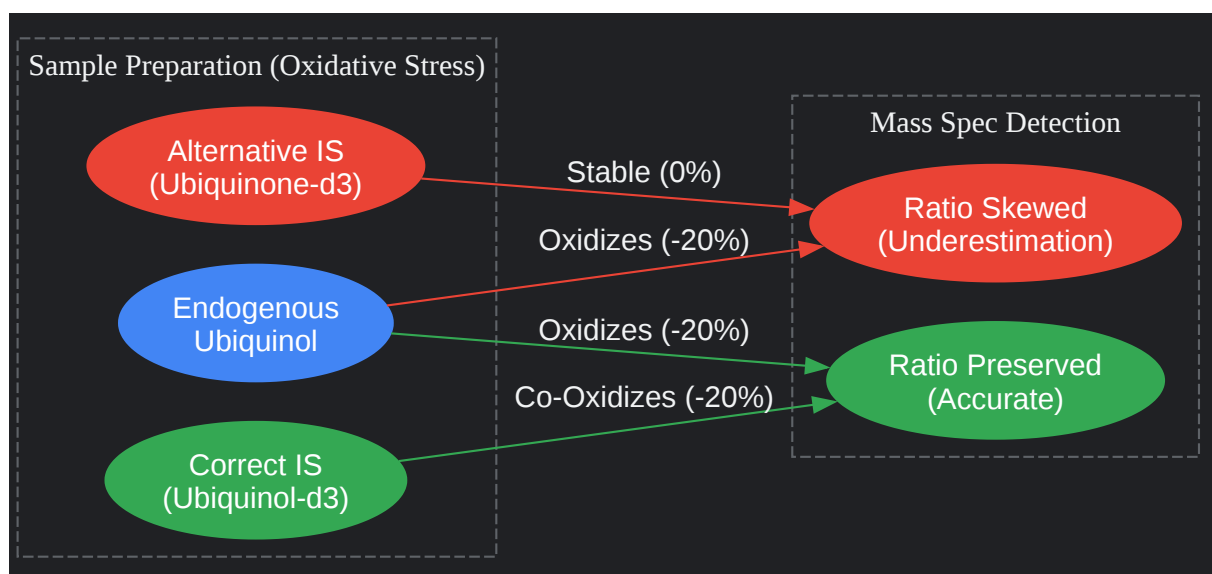 Sample Preparation (Oxidative Stress)
Alternative IS
(Ubiquinone-d3)
Endogenous
Ubiquinol
Correct IS
(Ubiquinol-d3)
Stable (0%)
Oxidizes (-20%)
Oxidizes (-20%)
Co-Oxidizes (-20%)
Mass Spec Detection
Ratio Skewed
(Underestimation)
Ratio Preserved
(Accurate)